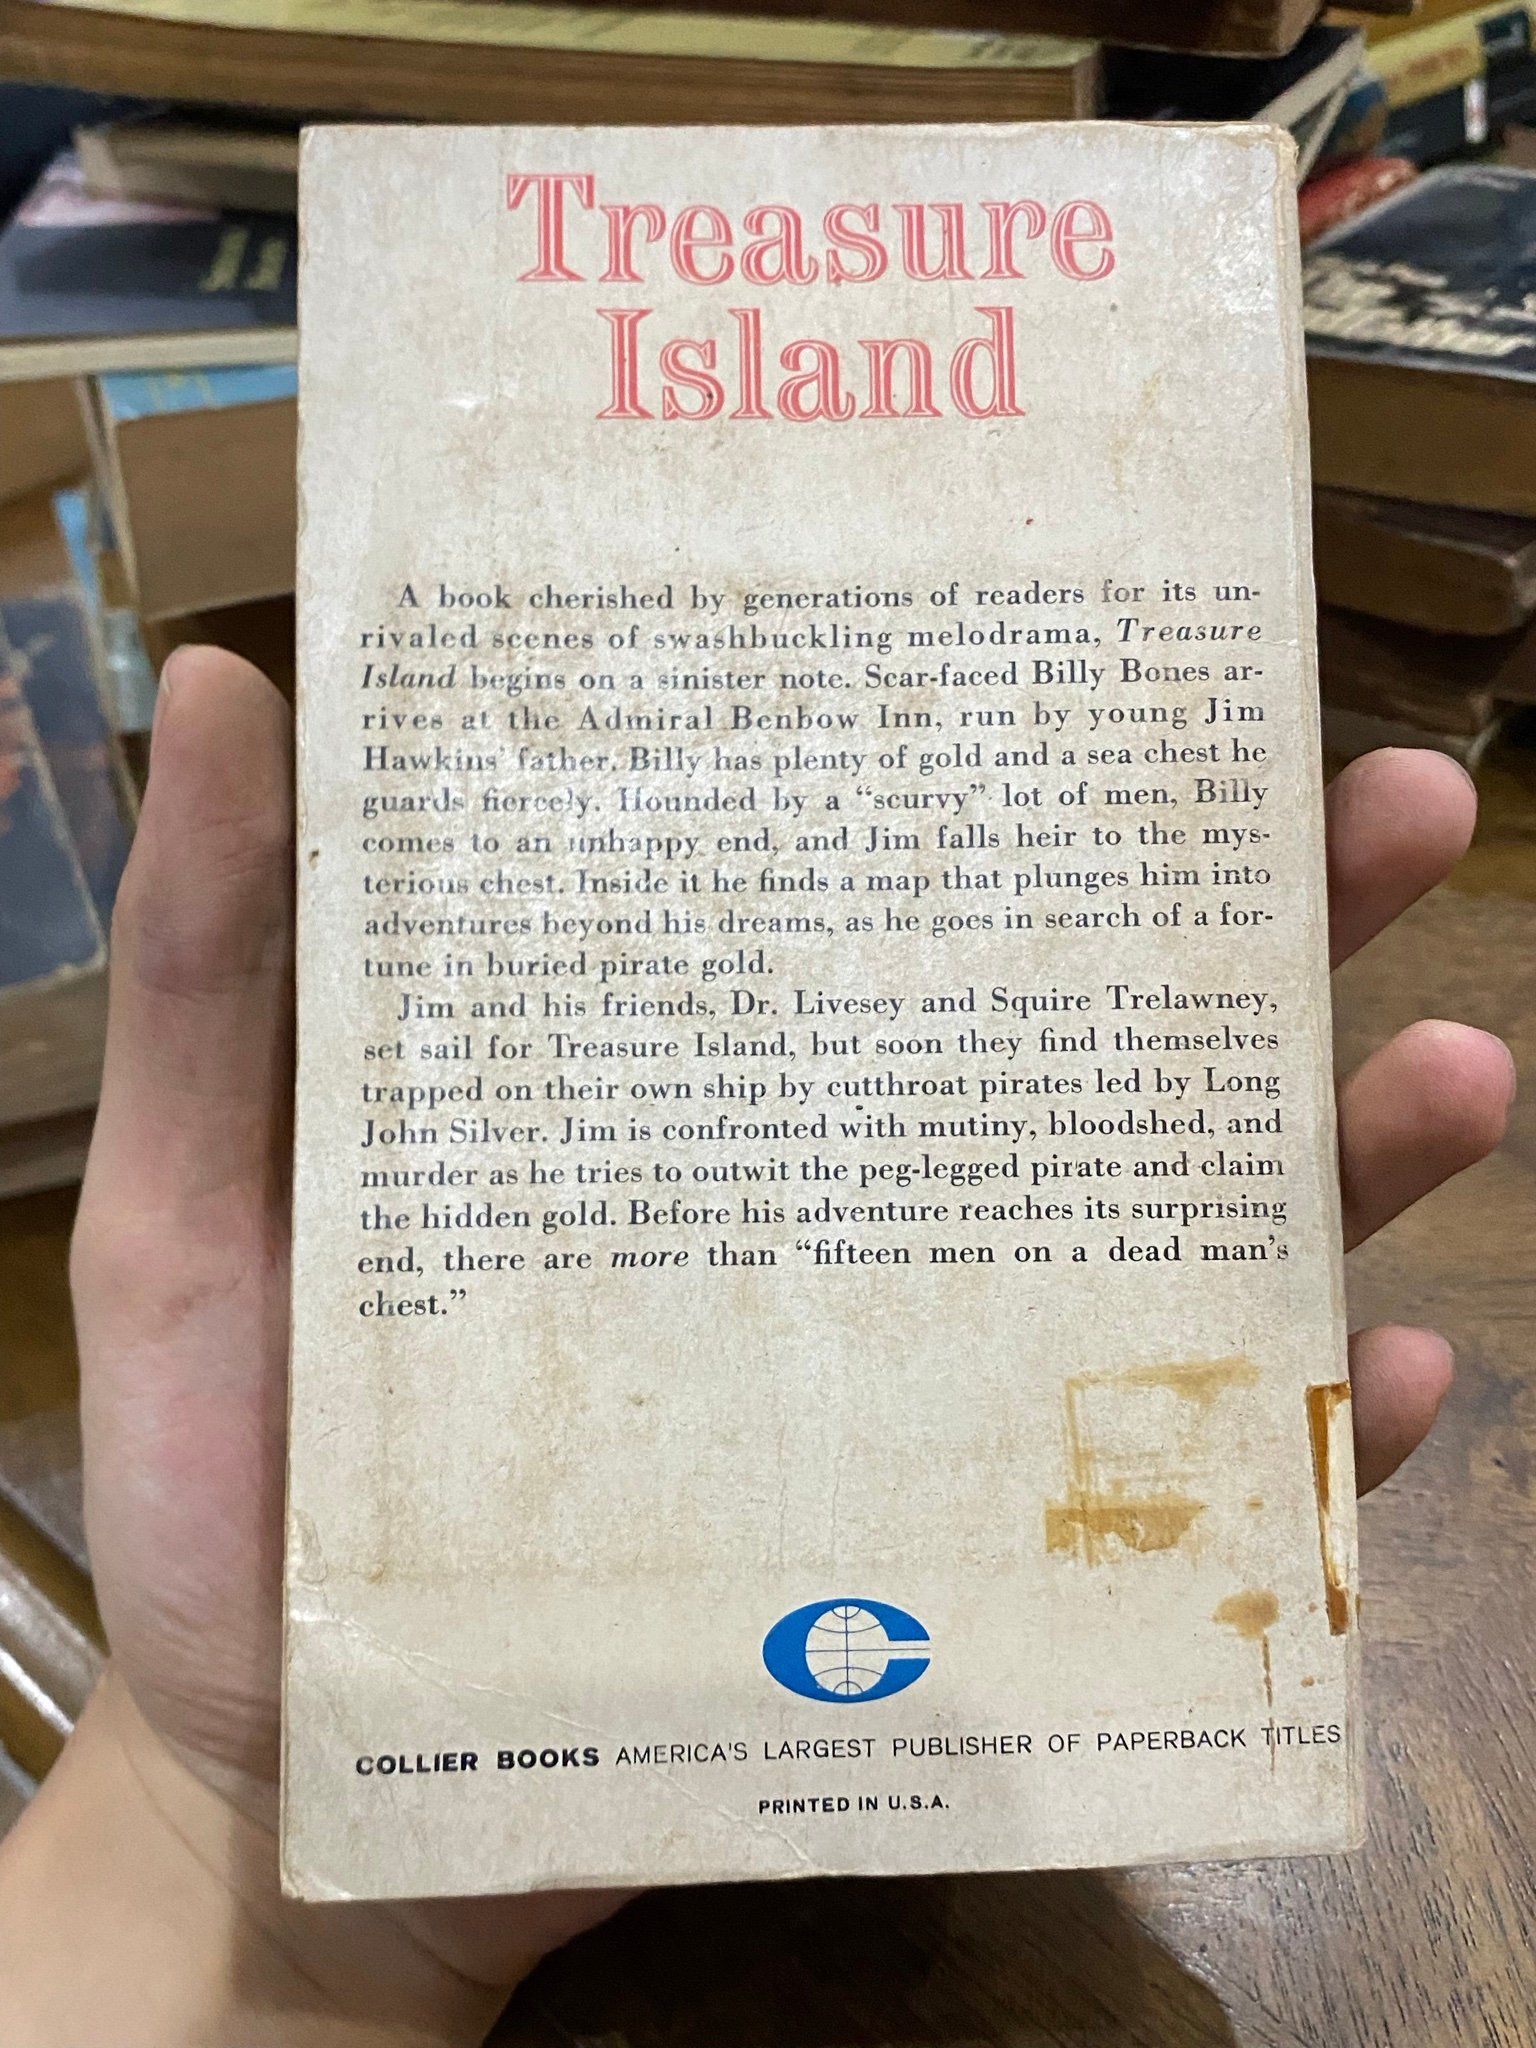 Treasure
Island
A book cherished by generations of readers for its un-
rivaled scenes of swashbuckling melodrama, Treasure
Island begins on a sinister note. Scar-faced Billy Bones ar-
rives at the Admiral Benbow Inn, run by young Jim
Hawkins' father. Billy has plenty of gold and a sea chest he
guards fiercely. Hounded by a “scurvy” lot of men, Billy
comes to an unhappy end, and Jim falls heir to the mys-
terious chest. Inside it he finds a map that plunges him into
adventures beyond his dreams, as he goes in search of a for-
tune in buried pirate gold.
Jim and his friends, Dr. Livesey and Squire Trelawney,
set sail for Treasure Island, but soon they find themselves
trapped on their own ship by cutthroat pirates led by Long
John Silver. Jim is confronted with mutiny, bloodshed, and
murder as he tries to outwit the peg-legged pirate and claim
the hidden gold. Before his adventure reaches its surprising
end, there are more than “fifteen men on a dead man's
chest.”
COLLIER BOOKS AMERICA'S LARGEST PUBLISHER OF PAPERBACK TITLES
PRINTED IN U.S.A.